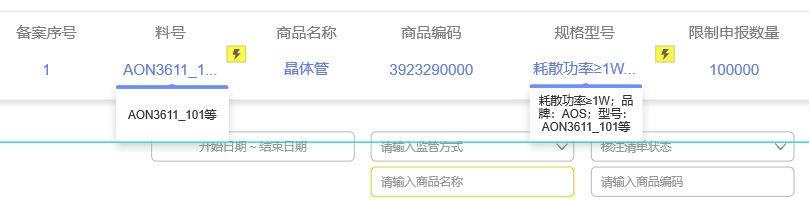 备案序号 料号 商品名称 商品编码 规格型号 限制申报数量
1 AON3611_1... 晶体管 3923290000 耗散功率≥1W... 100000
AON3611_101等
耗散功率≥1W；品
牌：AOS；型号：
AON3611_101等
开始日期 ~ 结束日期 请输入监管方式 核注清单状态
请输入商品名称 请输入商品编码